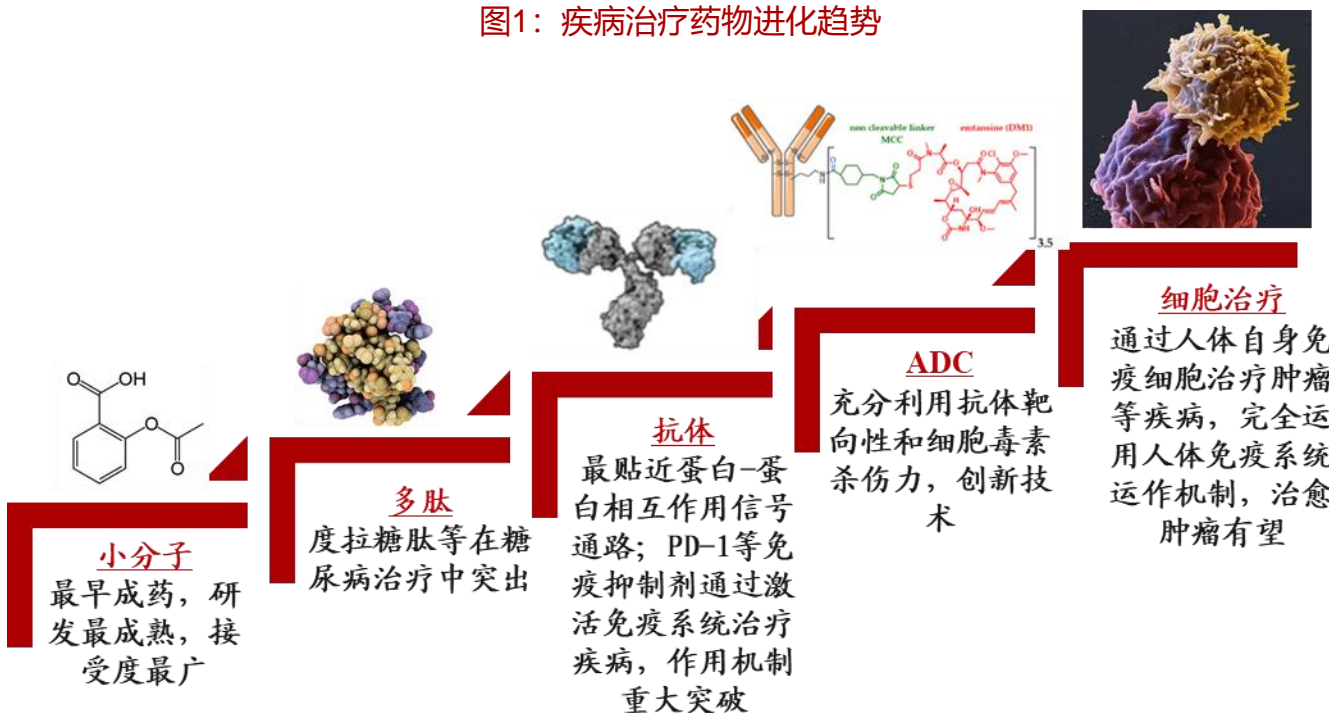 图1：疾病治疗药物进化趋势
non cleavable linker
MCC
emtansine (DM1)
3.5
小分子
最早成药，研
发最成熟，接
受度最广
多肽
度拉糖肽等在糖
尿病治疗中突出
抗体
最贴近蛋白-蛋
白相互作用信号
通路；PD-1等免
疫抑制剂通过激
活免疫系统治疗
疾病，作用机制
重大突破
ADC
充分利用抗体靶
向性和细胞毒素
杀伤力，创新技
术
细胞治疗
通过人体自身免
疫细胞治疗肿瘤
等疾病，完全运
用人体免疫系统
运作机制，治愈
肿瘤有望
O
OH
O
O